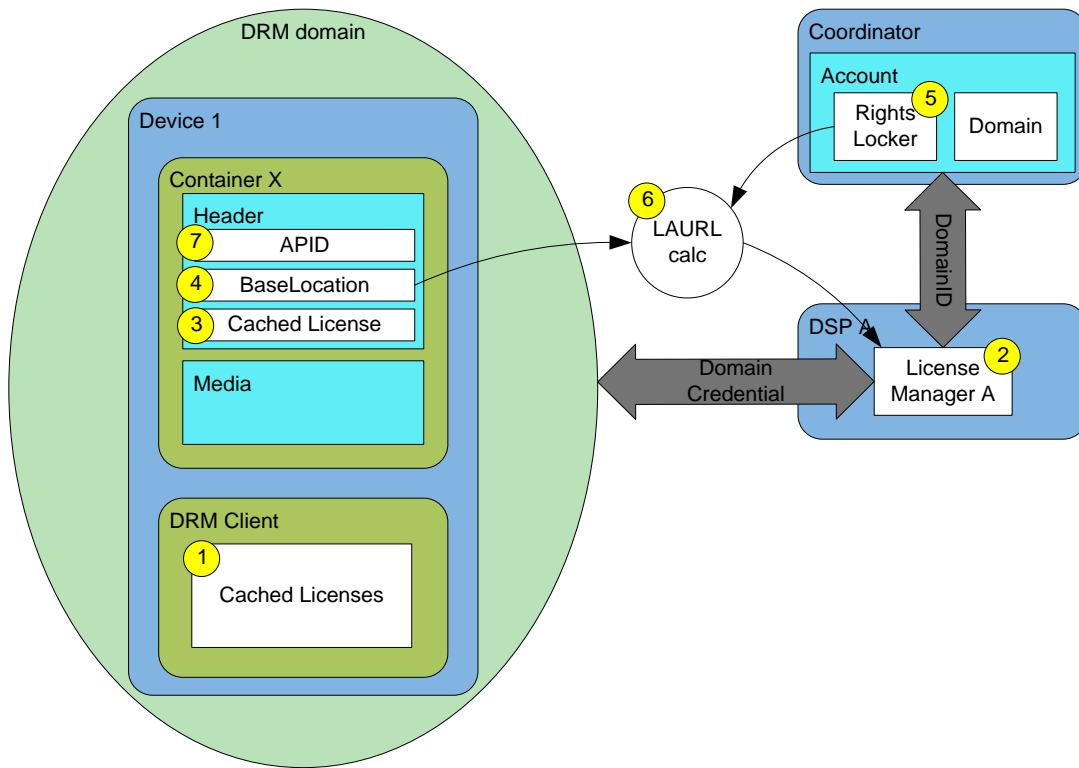 DRM domain
Device 1
Container X
Header
7
APID
4
BaseLocation
3
Cached License
Media
DRM Client
1
Cached Licenses
6
LAURL
calc
Coordinator
Account
5
Rights
Locker
Domain
DomainID
Domain
Credential
DSP A
2
License
Manager A